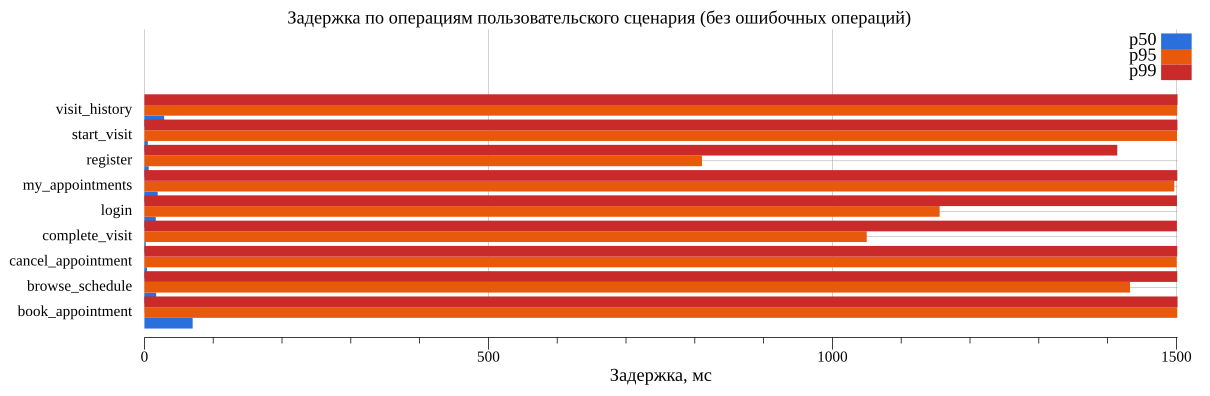 Задержка по операциям пользовательского сценария (без ошибочных операций)
p50
p95
p99
visit_history
start_visit
register
my_appointments
login
complete_visit
cancel_appointment
browse_schedule
book_appointment
0 500 1000 1500
Задержка, мс